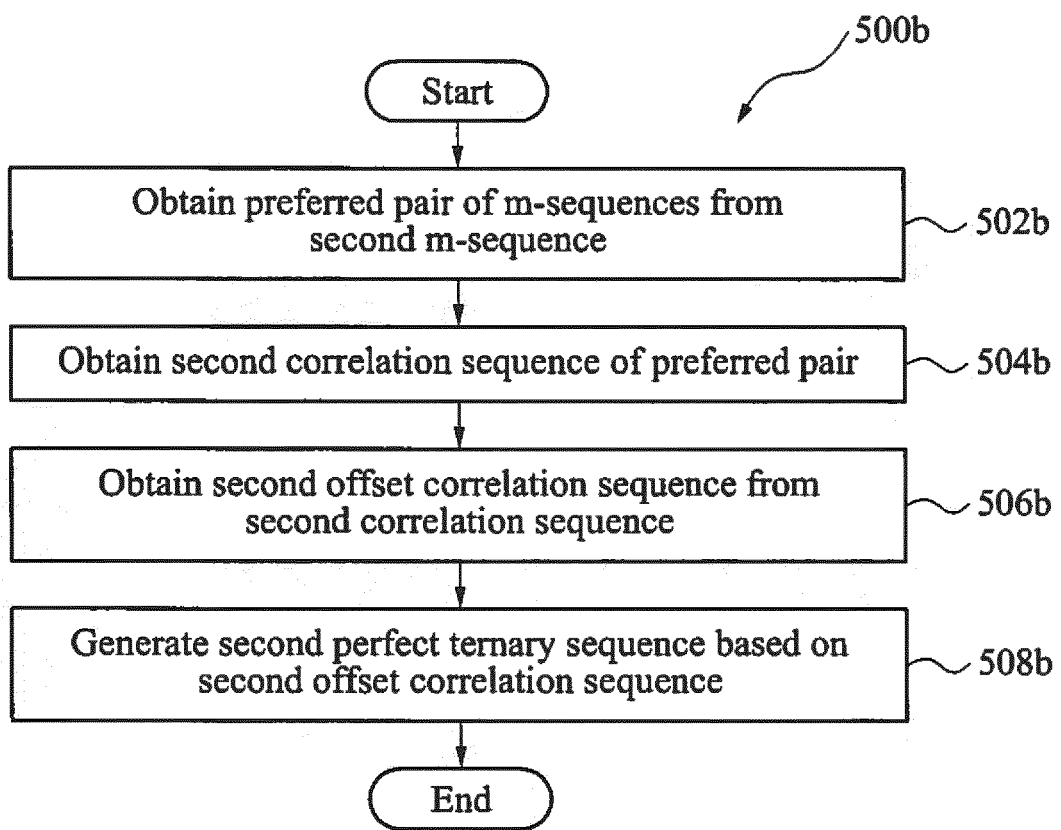 500b
Start
Obtain preferred pair of m-sequences from
second m-sequence
502b
Obtain second correlation sequence of preferred pair
504b
Obtain second offset correlation sequence from
second correlation sequence
506b
Generate second perfect ternary sequence based on
second offset correlation sequence
508b
End